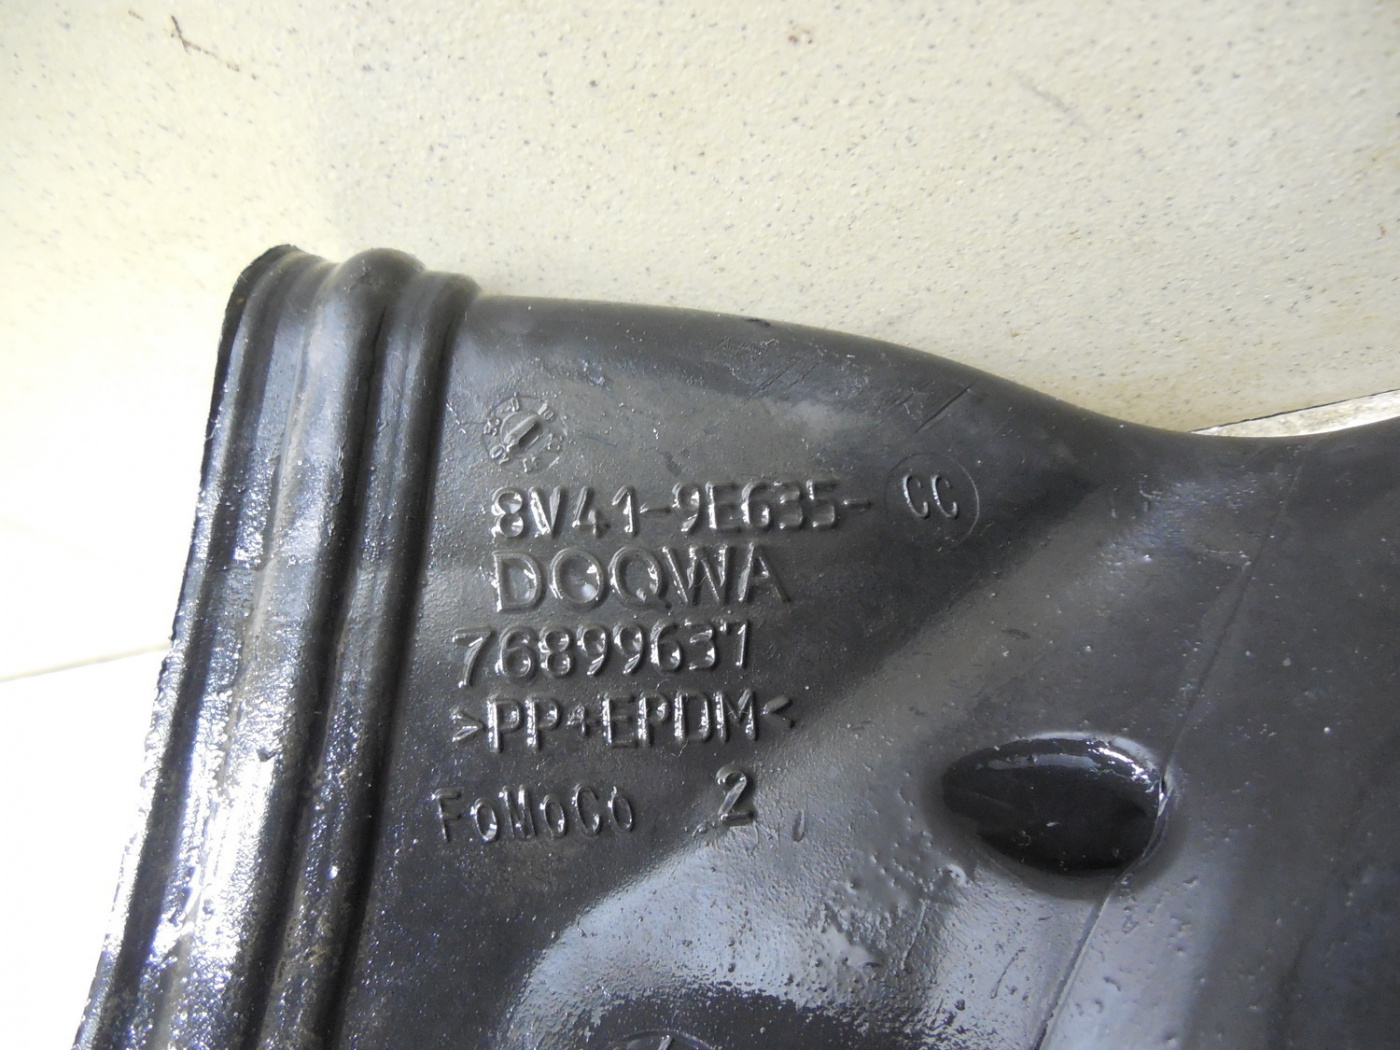 8V41-9E635- CC
DOQWA
76899637
>PP+EPDM<
FoMoCo 2